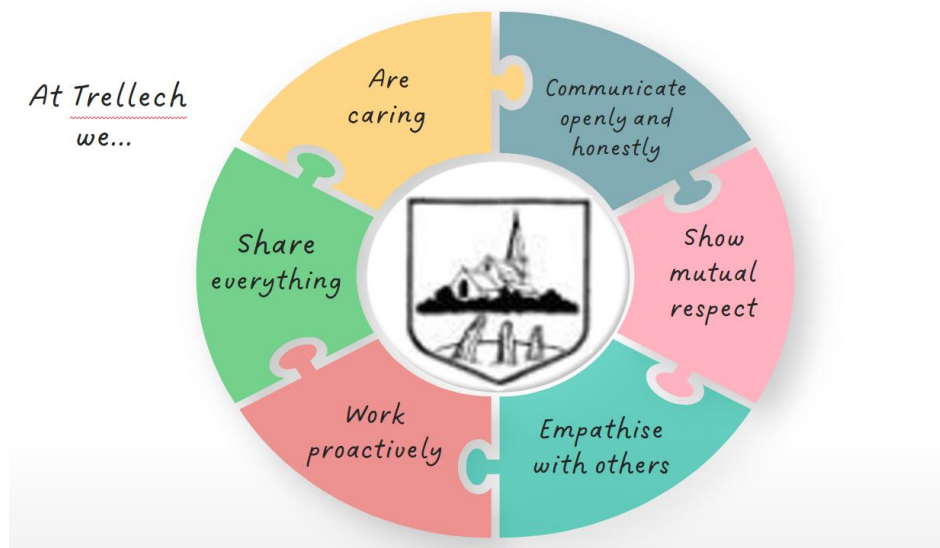 At Trellech
we...
Are
caring
Communicate
openly and
honestly
Show
mutual
respect
Empathise
with others
Work
proactively
Share
everything